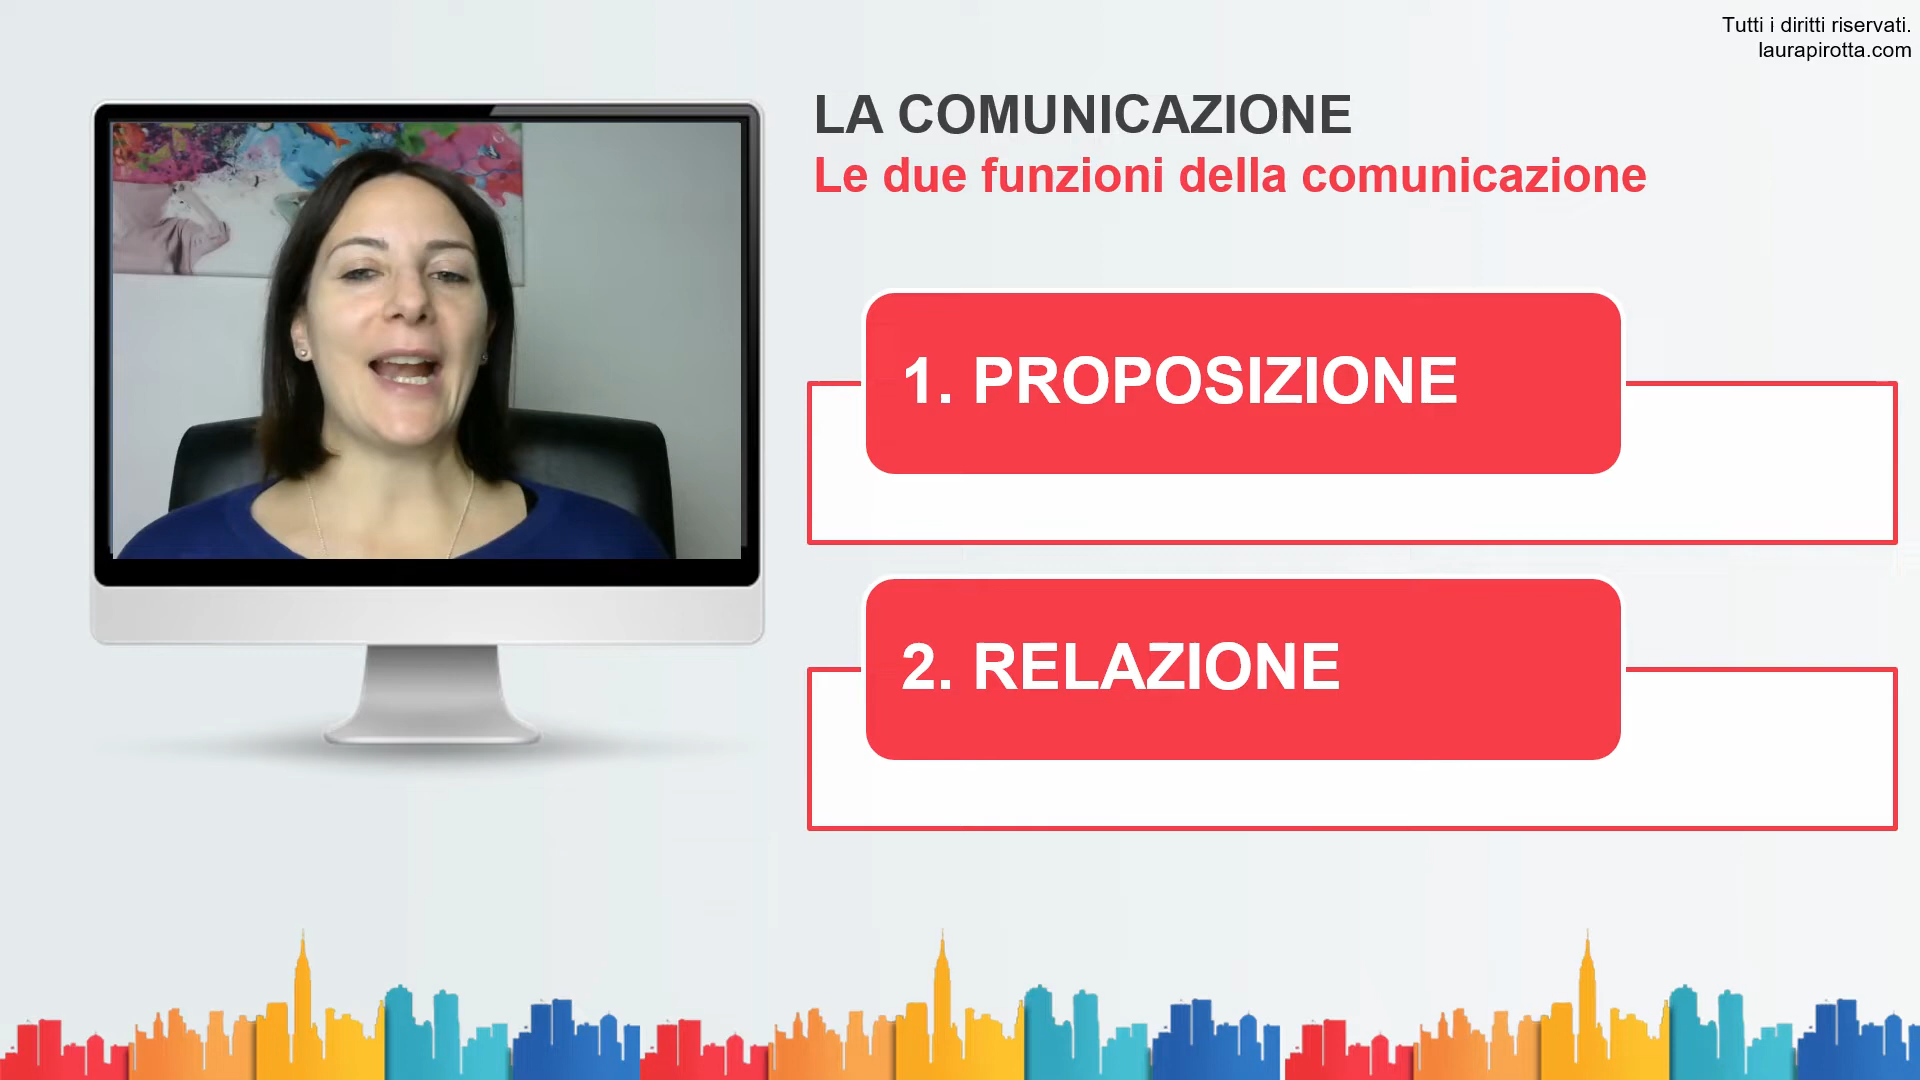 Tutti i diritti riservati.
laurapirotta.com
LA COMUNICAZIONE
Le due funzioni della comunicazione
1. PROPOSIZIONE
2. RELAZIONE